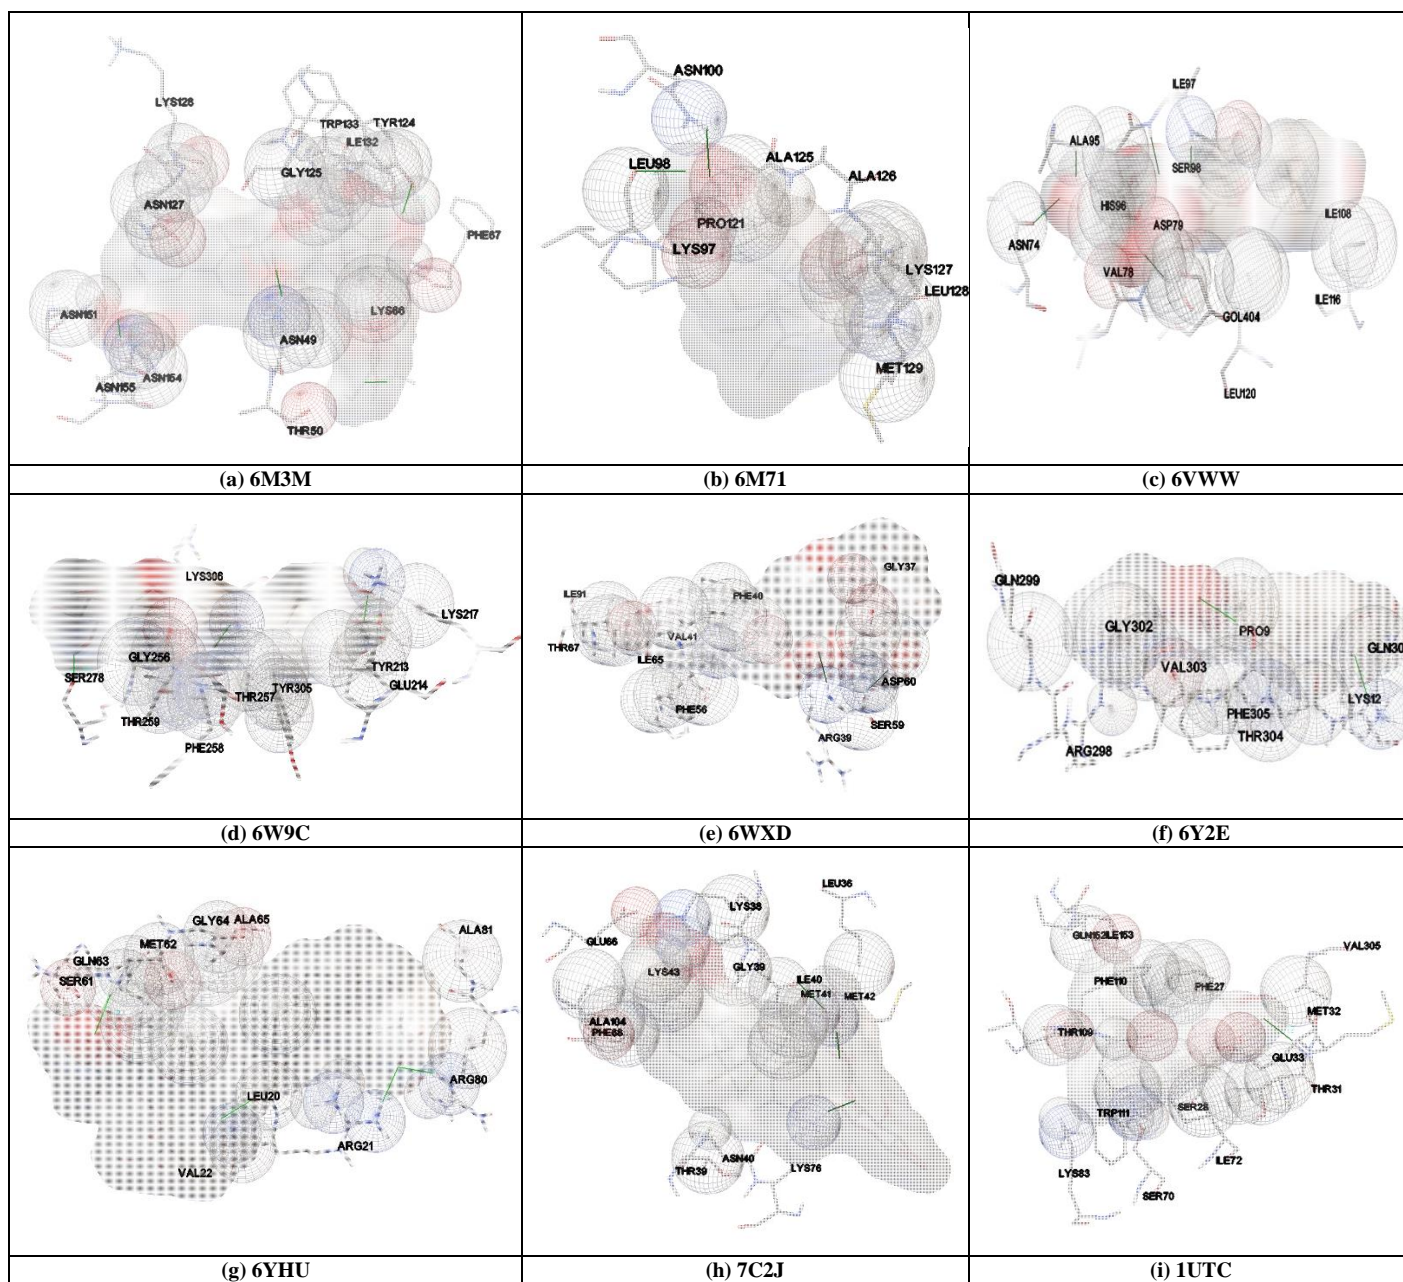 LYS128
TRP133
TYR124
ILE132
GLY125
ASN127
PHE67
ASN151
LYS66
ASN49
ASN154
ASN155
THR50
(a) 6M3M
ASN100
LEU98
ALA125
ALA126
PRO121
LYS97
LYS127
LEU128
MET129
(b) 6M71
ILE97
ALA95
SER98
HIS96
ILE108
ASP79
ASN74
VAL78
ILE116
GOL404
LEU120
(c) 6VWW
LYS306
LYS217
GLY256
TYR213
SER278
GLU214
TYR305
THR257
THR259
PHE258
(d) 6W9C
GLY37
ILE91
PHE40
VAL41
THR67
ILE65
ASP60
PHE56
SER59
ARG39
(e) 6WXD
GLN299
GLY302
PRO9
GLN30
VAL303
LYS12
PHE305
THR304
ARG298
(f) 6Y2E
GLY64
ALA65
MET62
ALA81
GLN63
SER61
ARG80
LEU20
ARG21
VAL22
(g) 6YHU
LEU36
LYS38
GLU66
LYS43
GLY39
ILE40
MET41
MET42
ALA104
PHE68
THR39
ASN40
LYS76
(h) 7C2J
GLN152
ILE153
VAL305
PHE110
PHE27
MET32
THR109
GLU33
THR31
TRP111
SER28
ILE72
LYS83
SER70
(i) 1UTC